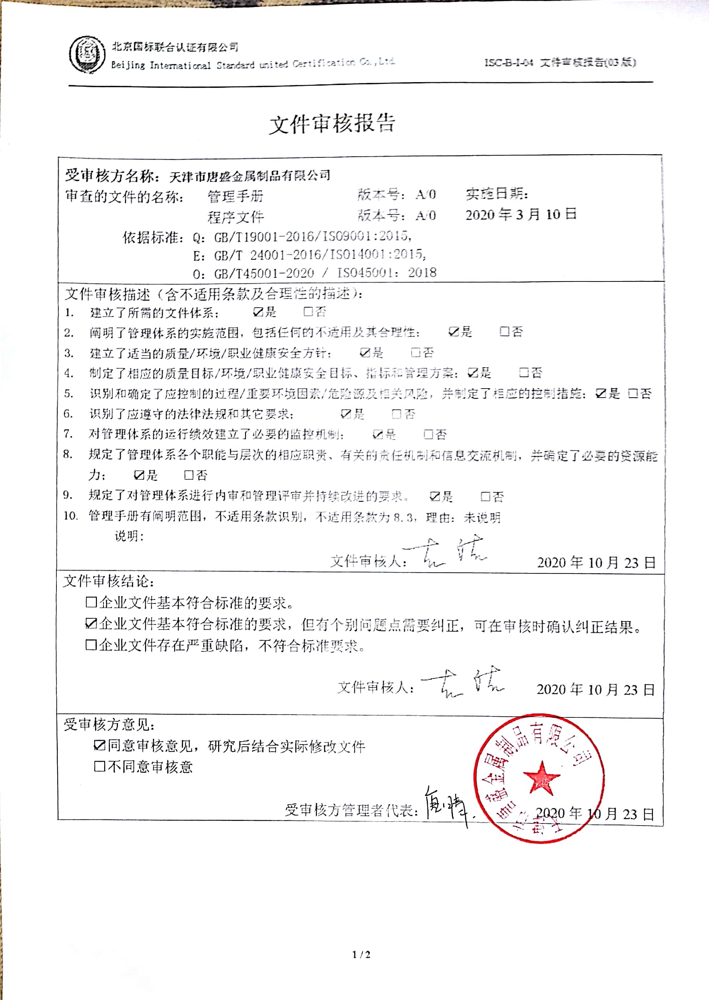 北京国标联合认证有限公司
Beijing International Standard united Certification Co.,Ltd.
ISC-B-I-04 文件审核报告(03版)
文件审核报告
受审核方名称：天津市唐盛金属制品有限公司
审查的文件的名称： 管理手册 版本号：A/0 实施日期：
程序文件 版本号：A/0 2020年3月10日
依据标准：Q：GB/T19001-2016/ISO9001:2015,
E：GB/T 24001-2016/ISO14001:2015,
O：GB/T45001-2020 / ISO45001：2018
文件审核描述（含不适用条款及合理性的描述）：
1. 建立了所需的文件体系； ☑是 □否
2. 阐明了管理体系的实施范围，包括任何的不适用及其合理性； ☑是 □否
3. 建立了适当的质量/环境/职业健康安全方针； ☑是 □否
4. 制定了相应的质量目标/环境/职业健康安全目标、指标和管理方案；☑是 □否
5. 识别和确定了应控制的过程/重要环境因素/危险源及相关风险，并制定了相应的控制措施；☑是 □否
6. 识别了应遵守的法律法规和其它要求； ☑是 □否
7. 对管理体系的运行绩效建立了必要的监控机制； ☑是 □否
8. 规定了管理体系各个职能与层次的相应职责、有关的责任机制和信息交流机制，并确定了必要的资源能
力； ☑是 □否
9. 规定了对管理体系进行内审和管理评审并持续改进的要求。 ☑是 □否
10. 管理手册有阐明范围，不适用条款识别，不适用条款为8.3，理由：未说明
说明：
文件审核人： 2020年10月23日
文件审核结论：
□企业文件基本符合标准的要求。
☑企业文件基本符合标准的要求，但有个别问题点需要纠正，可在审核时确认纠正结果。
□企业文件存在严重缺陷，不符合标准要求。
文件审核人： 2020年10月23日
受审核方意见：
☑同意审核意见，研究后结合实际修改文件
□不同意审核意
受审核方管理者代表： 2020年10月23日
天津市唐盛金属制品有限公司
1 / 2